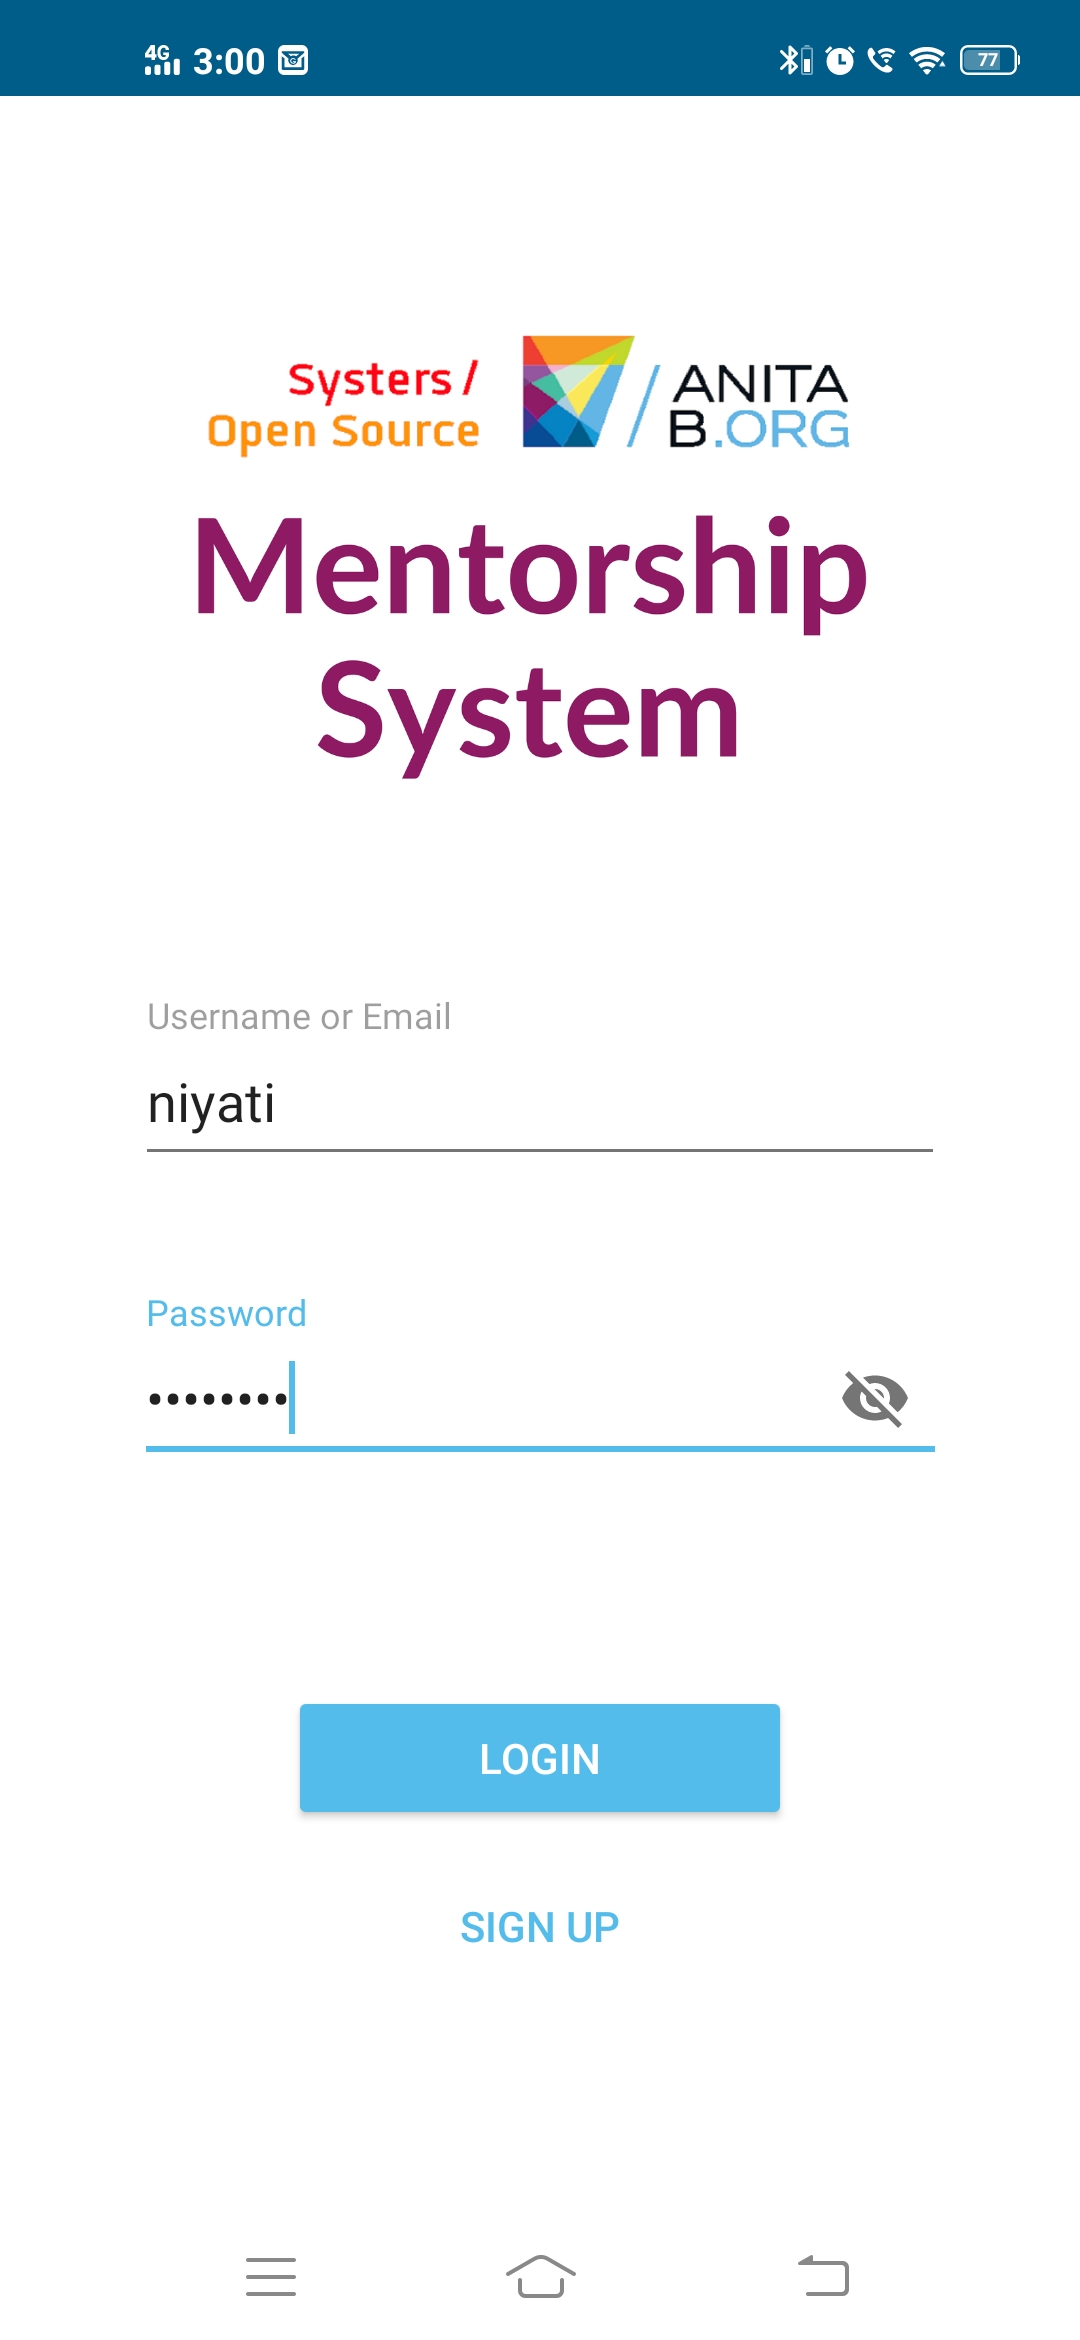 4G 3:00 77
Systers /
Open Source
ANITA
B.ORG
Mentorship
System
Username or Email
niyati
Password
••••••••
LOGIN
SIGN UP